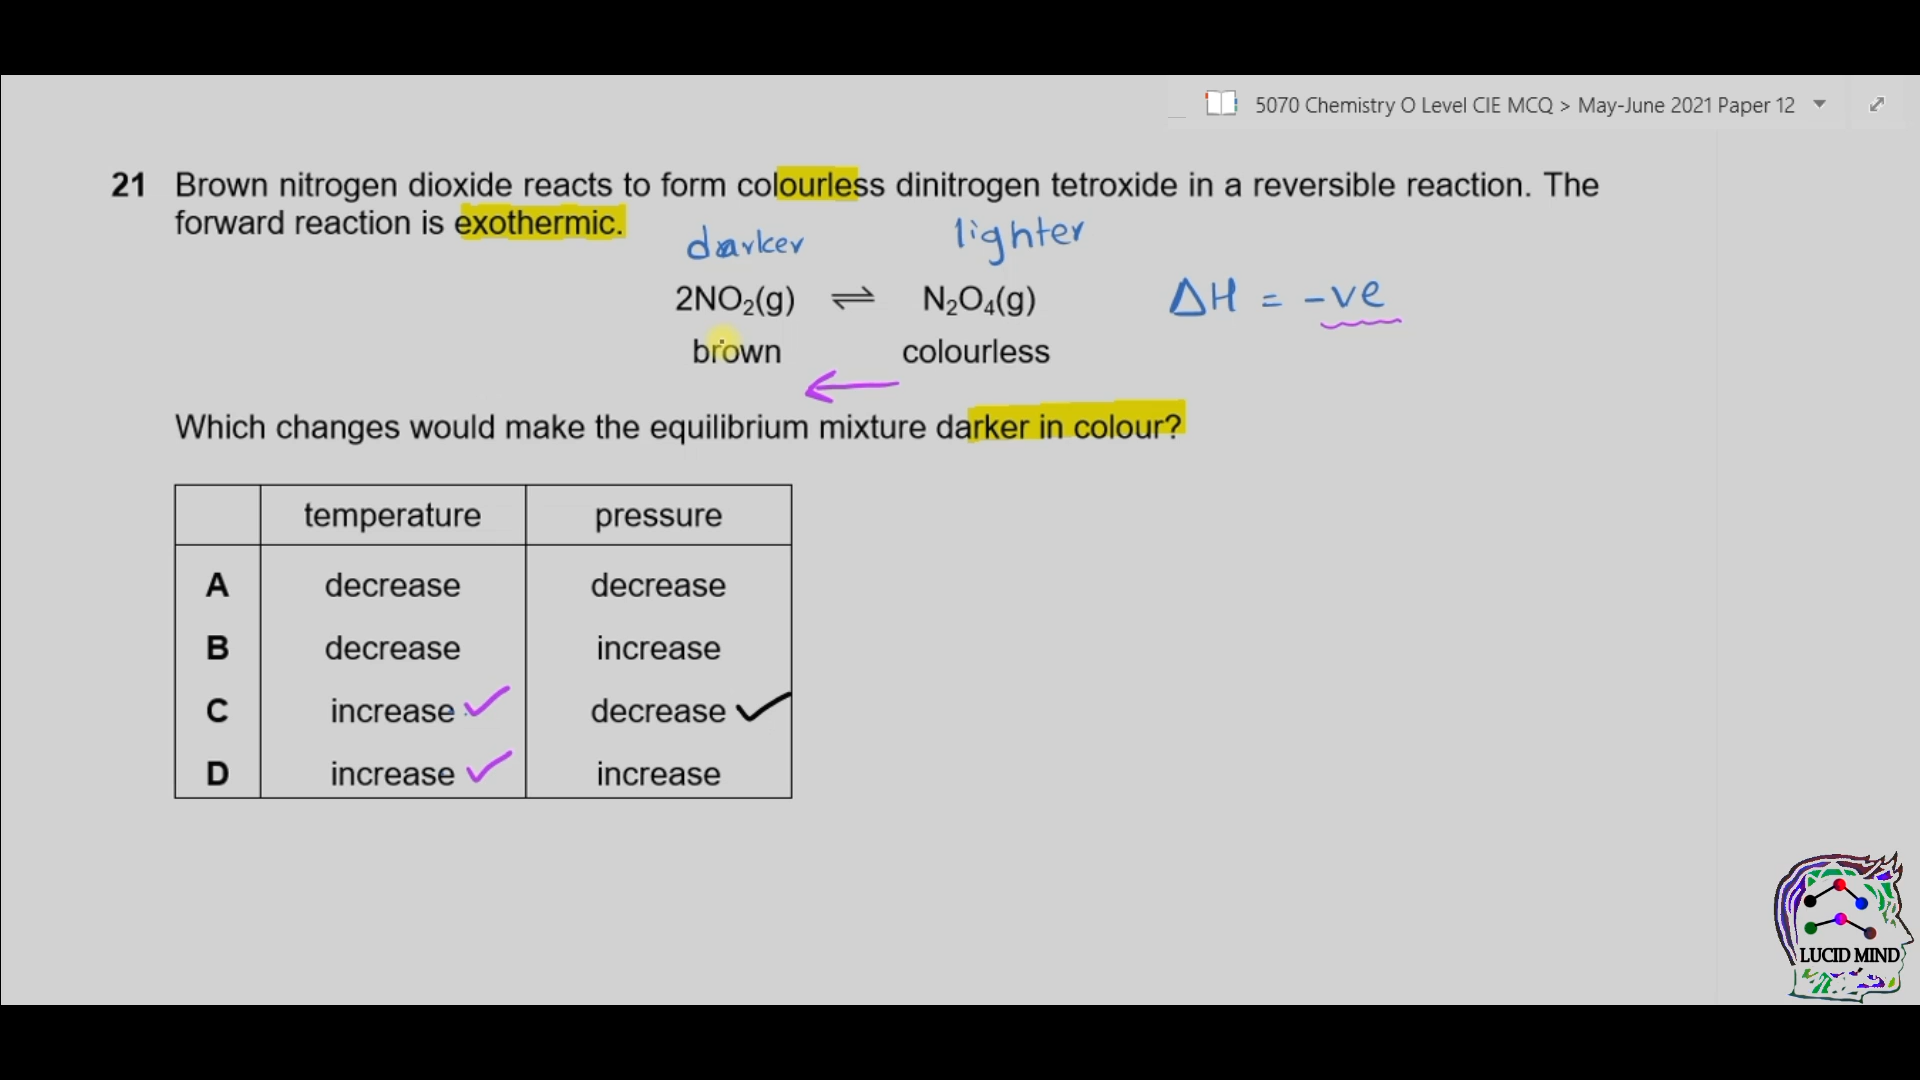 5070 Chemistry O Level CIE MCQ > May-June 2021 Paper 12
21 Brown nitrogen dioxide reacts to form colourless dinitrogen tetroxide in a reversible reaction. The
forward reaction is exothermic.
darker lighter
2NO₂(g) ⇌ N₂O₄(g) ΔH = -ve
brown colourless
Which changes would make the equilibrium mixture darker in colour?
temperature pressure
A decrease decrease
B decrease increase
C increase ✓ decrease ✓
D increase ✓ increase
LUCID MIND